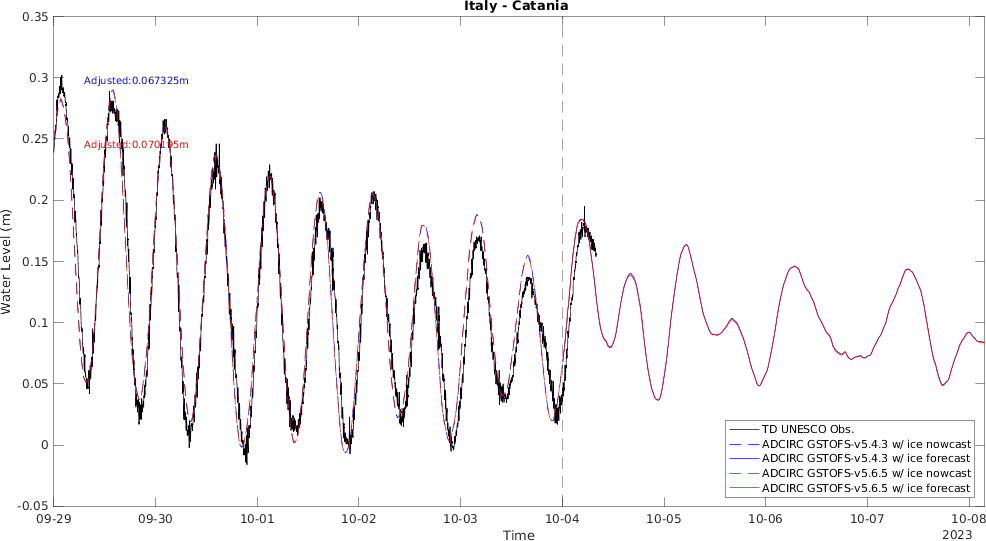 Italy - Catania
0.35
0.3
0.25
0.2
0.15
0.1
0.05
0
-0.05
Water Level (m)
Adjusted:0.067325m
Adjusted:0.070195m
TD UNESCO Obs.
ADCIRC GSTOFS-v5.4.3 w/ ice nowcast
ADCIRC GSTOFS-v5.4.3 w/ ice forecast
ADCIRC GSTOFS-v5.6.5 w/ ice nowcast
ADCIRC GSTOFS-v5.6.5 w/ ice forecast
09-29 09-30 10-01 10-02 10-03 10-04 10-05 10-06 10-07 10-08
Time
2023